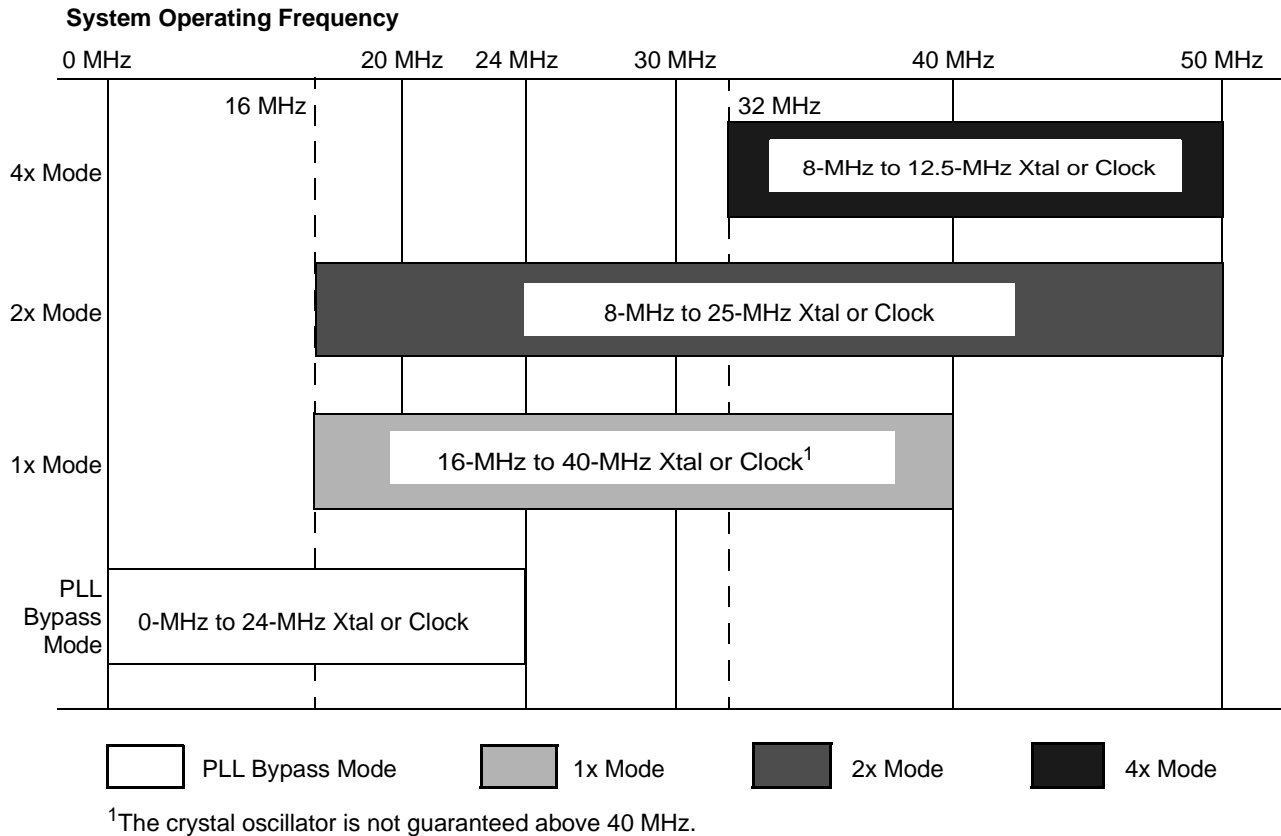 System Operating Frequency
0 MHz 20 MHz 24 MHz 30 MHz 40 MHz 50 MHz
16 MHz 32 MHz
4x Mode 8-MHz to 12.5-MHz Xtal or Clock
2x Mode 8-MHz to 25-MHz Xtal or Clock
1x Mode 16-MHz to 40-MHz Xtal or Clock1
PLL
Bypass
Mode
0-MHz to 24-MHz Xtal or Clock
PLL Bypass Mode 1x Mode 2x Mode 4x Mode
1The crystal oscillator is not guaranteed above 40 MHz.